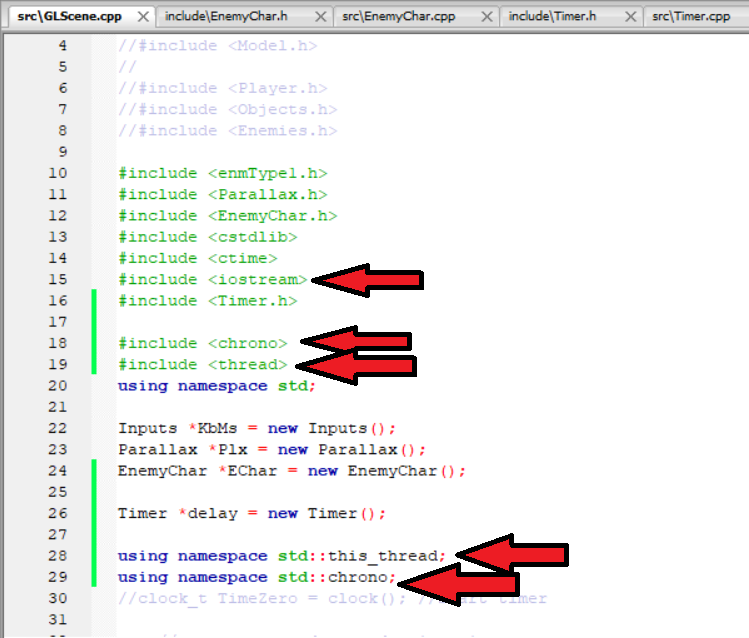 src\GLScene.cpp include\EnemyChar.h src\EnemyChar.cpp include\Timer.h src\Timer.cpp
4 //#include <Model.h>
5 //
6 //#include <Player.h>
7 //#include <Objects.h>
8 //#include <Enemies.h>
9
10 #include <enmType1.h>
11 #include <Parallax.h>
12 #include <EnemyChar.h>
13 #include <cstdlib>
14 #include <ctime>
15 #include <iostream>
16 #include <Timer.h>
17
18 #include <chrono>
19 #include <thread>
20 using namespace std;
21
22 Inputs *KbMs = new Inputs();
23 Parallax *Plx = new Parallax();
24 EnemyChar *EChar = new EnemyChar();
25
26 Timer *delay = new Timer();
27
28 using namespace std::this_thread;
29 using namespace std::chrono;
30 //clock_t TimeZero = clock(); //start timer
31